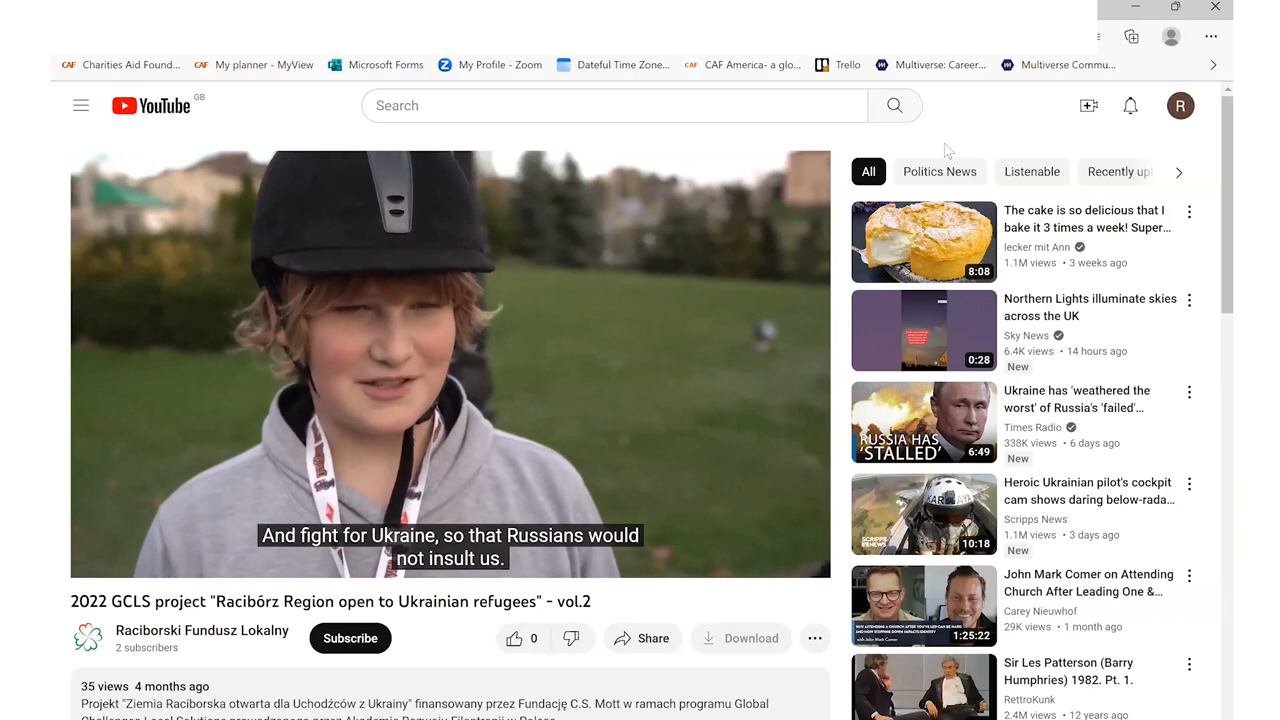 Charities Aid Found... My planner - MyView Microsoft Forms My Profile - Zoom Dateful Time Zone... CAF America- a glo... Trello Multiverse: Career... Multiverse Commu...
YouTube GB
Search
R
And fight for Ukraine, so that Russians would
not insult us.
2022 GCLS project "Racibórz Region open to Ukrainian refugees" - vol.2
Raciborski Fundusz Lokalny
2 subscribers
Subscribe
0
Share
Download
35 views 4 months ago
Projekt "Ziemia Raciborska otwarta dla Uchodźców z Ukrainy" finansowany przez Fundację C.S. Mott w ramach programu Global
All Politics News Listenable Recently upl
The cake is so delicious that I
bake it 3 times a week! Super...
lecker mit Ann
1.1M views • 3 weeks ago
8:08
Northern Lights illuminate skies
across the UK
Sky News
6.4K views • 14 hours ago
New
0:28
Ukraine has 'weathered the
worst' of Russia's 'failed'...
Times Radio
338K views • 6 days ago
New
RUSSIA HAS
'STALLED'
6:49
Heroic Ukrainian pilot's cockpit
cam shows daring below-rada...
Scripps News
1.1M views • 3 days ago
New
10:18
John Mark Comer on Attending
Church After Leading One &...
Carey Nieuwhof
29K views • 1 month ago
1:25:22
Sir Les Patterson (Barry
Humphries) 1982. Pt. 1.
RettroKunk
2.4M views • 12 years ago